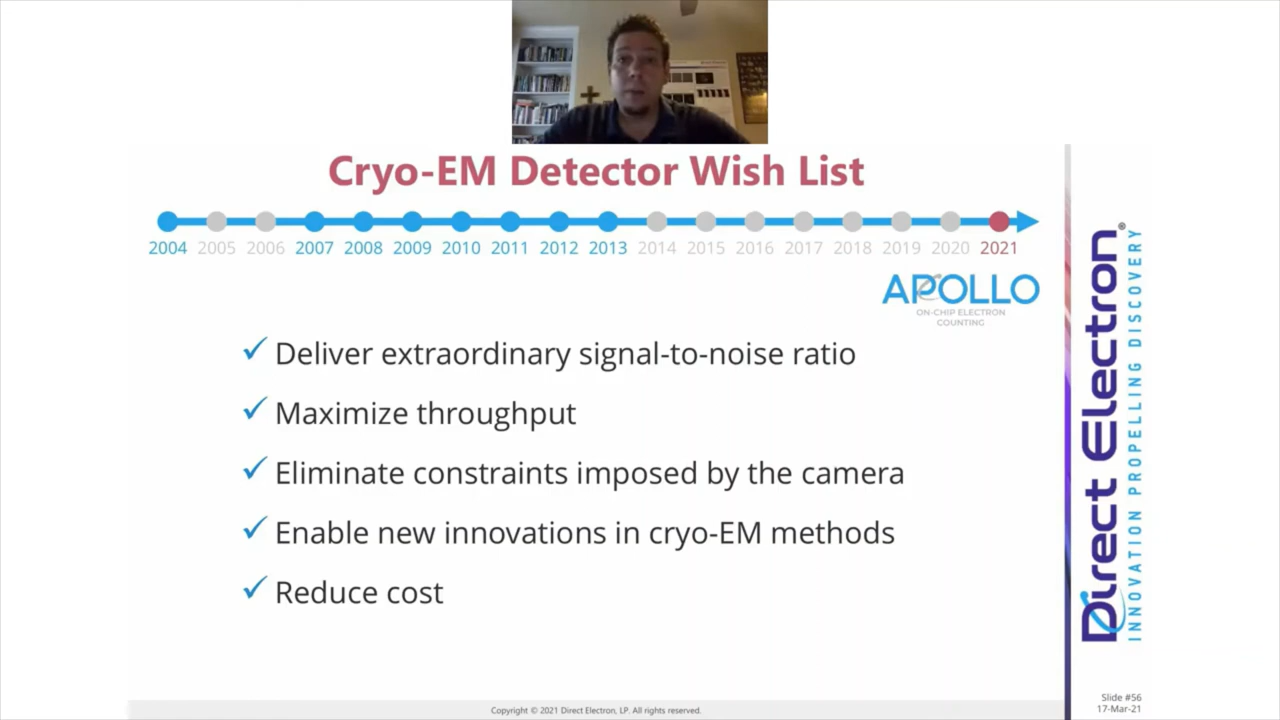 Cryo-EM Detector Wish List
2004 2005 2006 2007 2008 2009 2010 2011 2012 2013 2014 2015 2016 2017 2018 2019 2020 2021
APOLLO
ON-CHIP ELECTRON
COUNTING
✓ Deliver extraordinary signal-to-noise ratio
✓ Maximize throughput
✓ Eliminate constraints imposed by the camera
✓ Enable new innovations in cryo-EM methods
✓ Reduce cost
Direct Electron®
INNOVATION PROPELLING DISCOVERY
Slide #56
17-Mar-21
Copyright © 2021 Direct Electron, LP. All rights reserved.